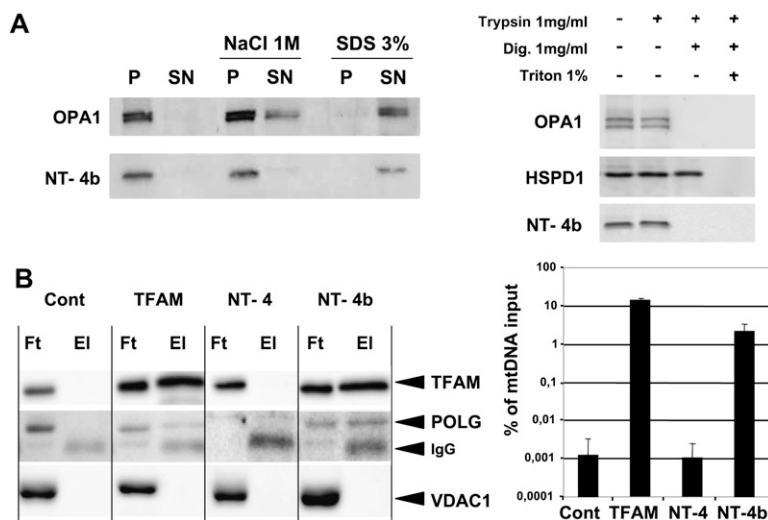 A
NaCl 1M SDS 3%
P SN P SN P SN
OPA1
NT- 4b
Trypsin 1mg/ml - + + +
Dig. 1mg/ml - - + +
Triton 1% - - - +
OPA1
HSPD1
NT- 4b
B
Cont TFAM NT- 4 NT- 4b
Ft El Ft El Ft El Ft El
TFAM
POLG
IgG
VDAC1
% of mtDNA input
100
10
1
0,1
0,01
0,001
0,0001
Cont TFAM NT-4 NT-4b